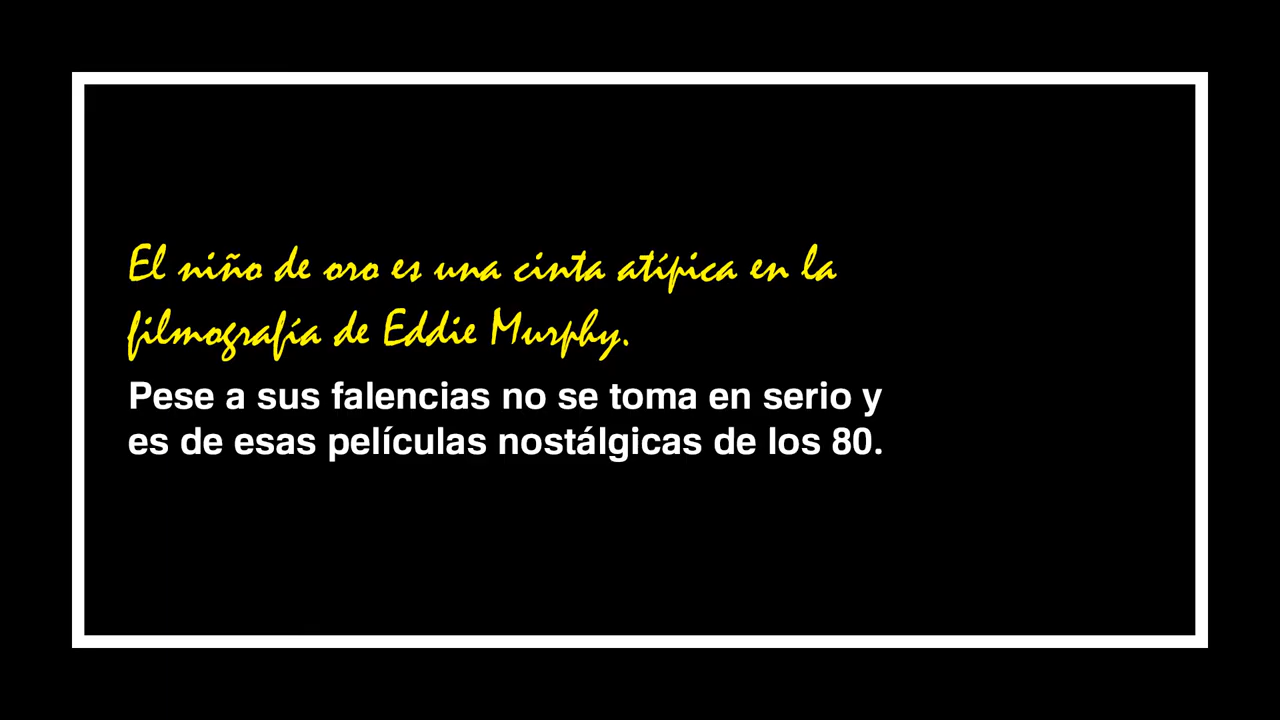 El niño de oro es una cinta atípica en la
filmografía de Eddie Murphy.
Pese a sus falencias no se toma en serio y
es de esas películas nostálgicas de los 80.